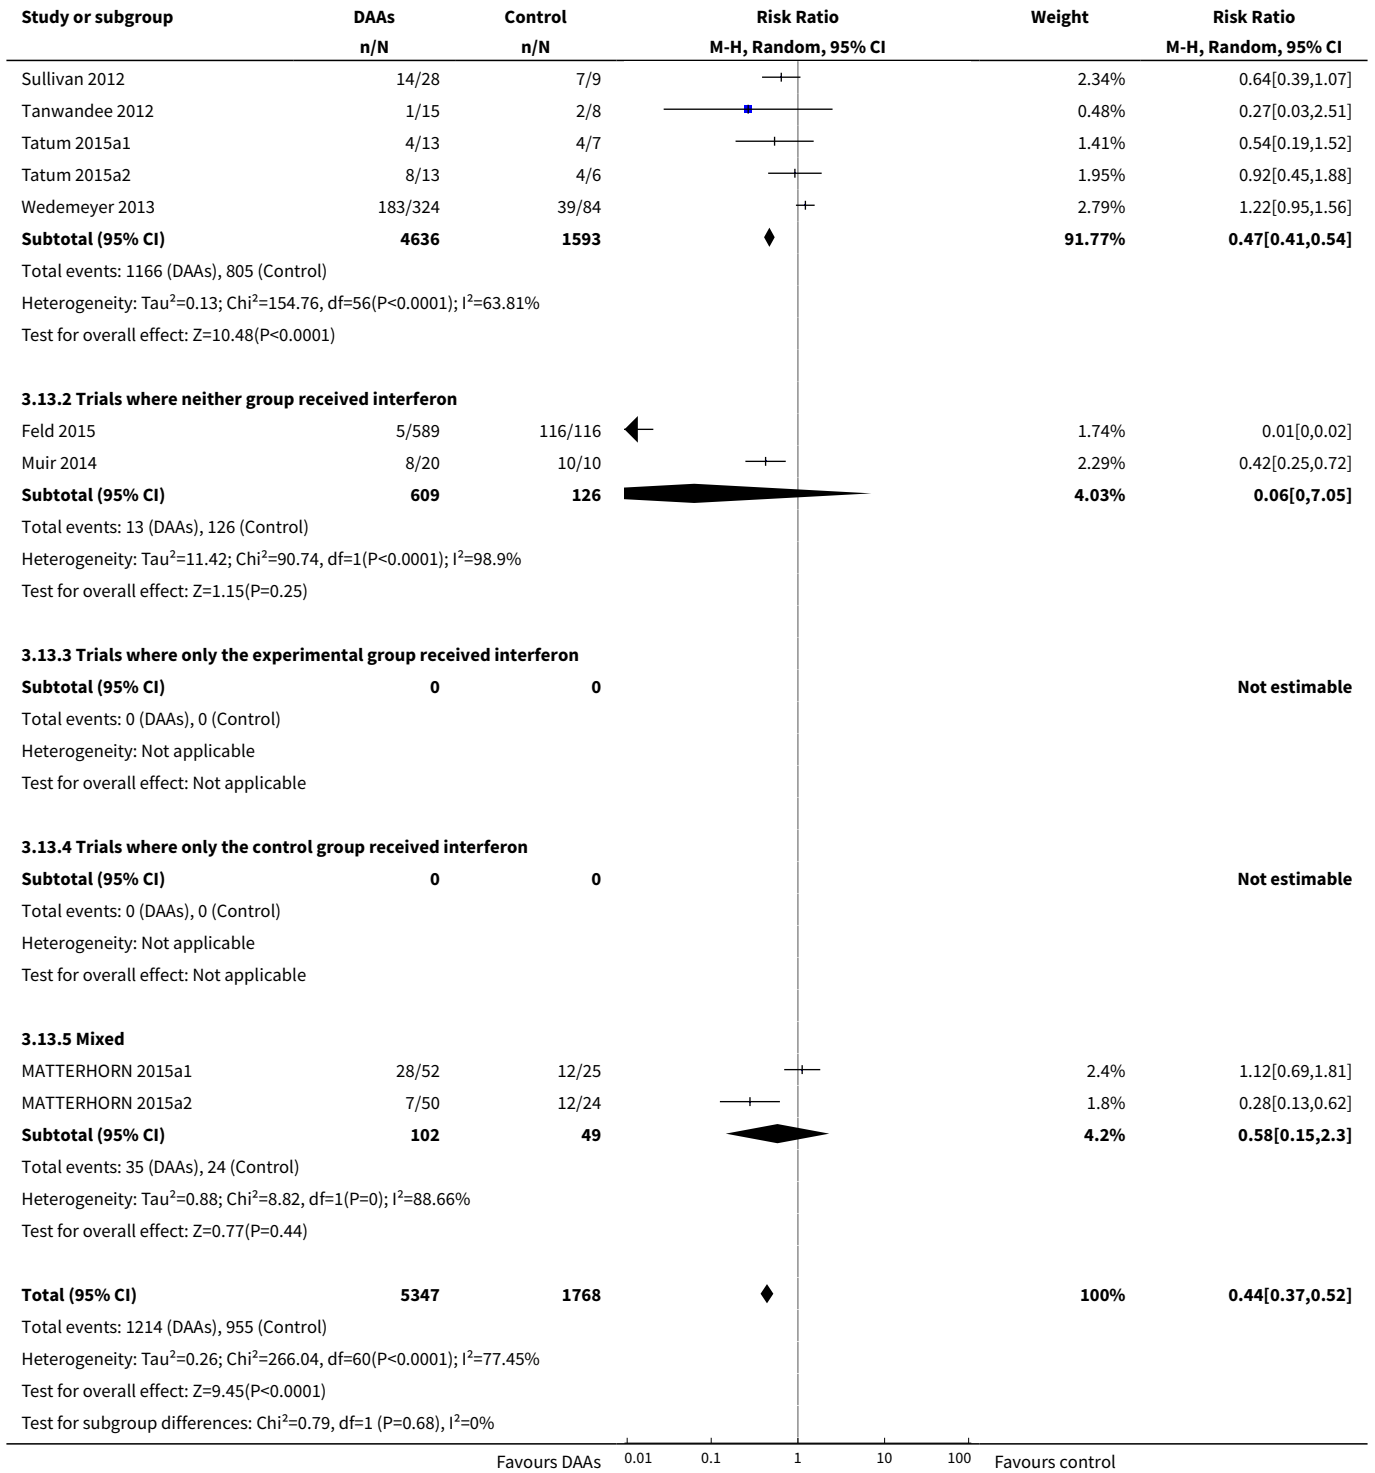 Study or subgroup DAAs Control Risk Ratio Weight Risk Ratio
n/N n/N M-H, Random, 95% CI M-H, Random, 95% CI
Sullivan 2012 14/28 7/9 2.34% 0.64[0.39,1.07]
Tanwandee 2012 1/15 2/8 0.48% 0.27[0.03,2.51]
Tatum 2015a1 4/13 4/7 1.41% 0.54[0.19,1.52]
Tatum 2015a2 8/13 4/6 1.95% 0.92[0.45,1.88]
Wedemeyer 2013 183/324 39/84 2.79% 1.22[0.95,1.56]
Subtotal (95% CI) 4636 1593 91.77% 0.47[0.41,0.54]
Total events: 1166 (DAAs), 805 (Control)
Heterogeneity: Tau²=0.13; Chi²=154.76, df=56(P<0.0001); I²=63.81%
Test for overall effect: Z=10.48(P<0.0001)
3.13.2 Trials where neither group received interferon
Feld 2015 5/589 116/116 1.74% 0.01[0,0.02]
Muir 2014 8/20 10/10 2.29% 0.42[0.25,0.72]
Subtotal (95% CI) 609 126 4.03% 0.06[0,7.05]
Total events: 13 (DAAs), 126 (Control)
Heterogeneity: Tau²=11.42; Chi²=90.74, df=1(P<0.0001); I²=98.9%
Test for overall effect: Z=1.15(P=0.25)
3.13.3 Trials where only the experimental group received interferon
Subtotal (95% CI) 0 0 Not estimable
Total events: 0 (DAAs), 0 (Control)
Heterogeneity: Not applicable
Test for overall effect: Not applicable
3.13.4 Trials where only the control group received interferon
Subtotal (95% CI) 0 0 Not estimable
Total events: 0 (DAAs), 0 (Control)
Heterogeneity: Not applicable
Test for overall effect: Not applicable
3.13.5 Mixed
MATTERHORN 2015a1 28/52 12/25 2.4% 1.12[0.69,1.81]
MATTERHORN 2015a2 7/50 12/24 1.8% 0.28[0.13,0.62]
Subtotal (95% CI) 102 49 4.2% 0.58[0.15,2.3]
Total events: 35 (DAAs), 24 (Control)
Heterogeneity: Tau²=0.88; Chi²=8.82, df=1(P=0); I²=88.66%
Test for overall effect: Z=0.77(P=0.44)
Total (95% CI) 5347 1768 100% 0.44[0.37,0.52]
Total events: 1214 (DAAs), 955 (Control)
Heterogeneity: Tau²=0.26; Chi²=266.04, df=60(P<0.0001); I²=77.45%
Test for overall effect: Z=9.45(P<0.0001)
Test for subgroup differences: Chi²=0.79, df=1 (P=0.68), I²=0%
Favours DAAs 0.01 0.1 1 10 100 Favours control